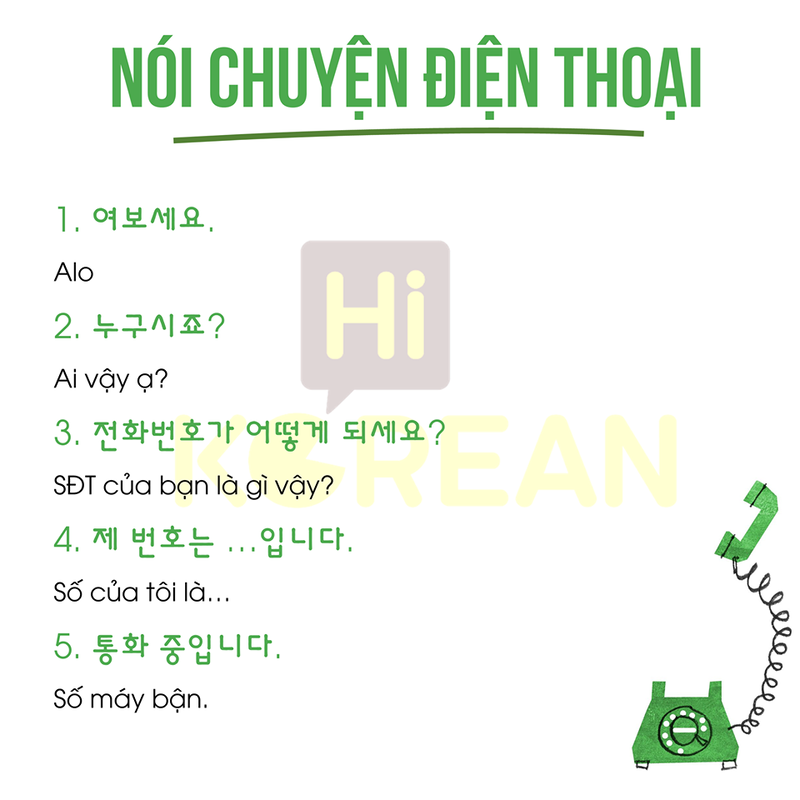 NÓI CHUYỆN ĐIỆN THOẠI
1. 여보세요.
Alo
2. 누구시죠?
Ai vậy ạ?
3. 전화번호가 어떻게 되세요?
SĐT của bạn là gì vậy?
4. 제 번호는 ...입니다.
Số của tôi là...
5. 통화 중입니다.
Số máy bận.
Hi
KOREAN